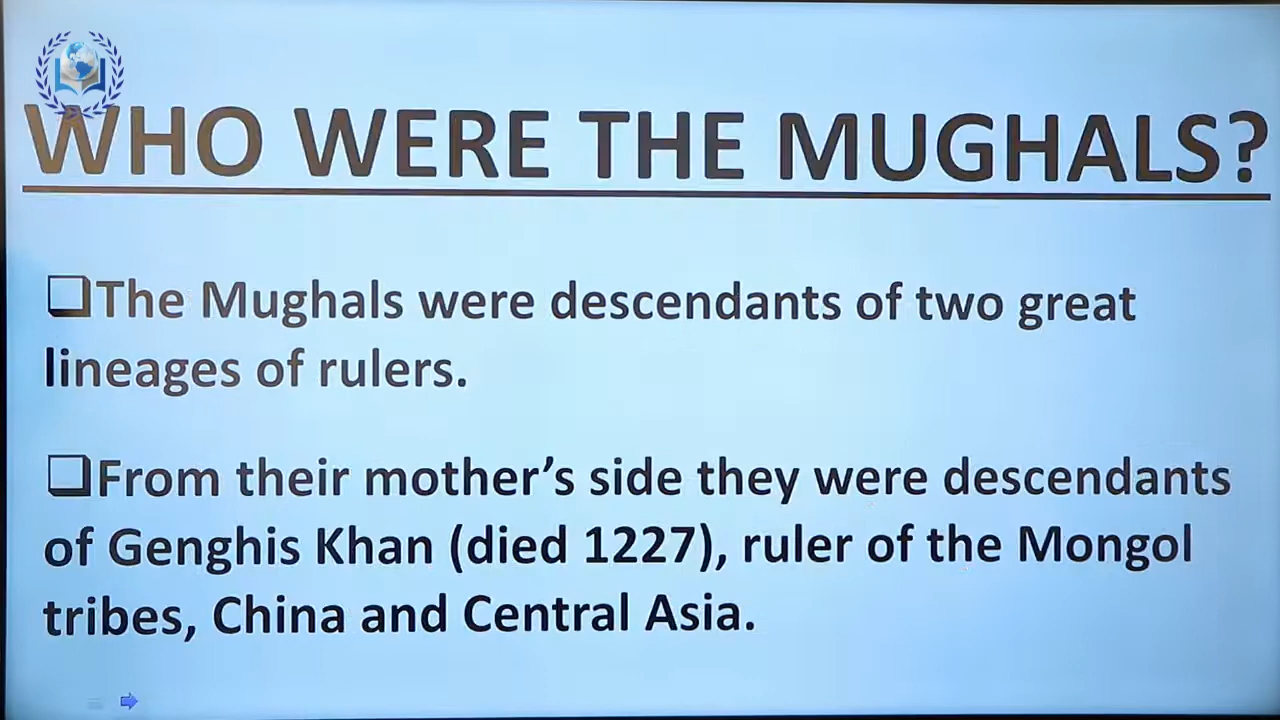 WHO WERE THE MUGHALS?
❑The Mughals were descendants of two great
lineages of rulers.
❑From their mother’s side they were descendants
of Genghis Khan (died 1227), ruler of the Mongol
tribes, China and Central Asia.